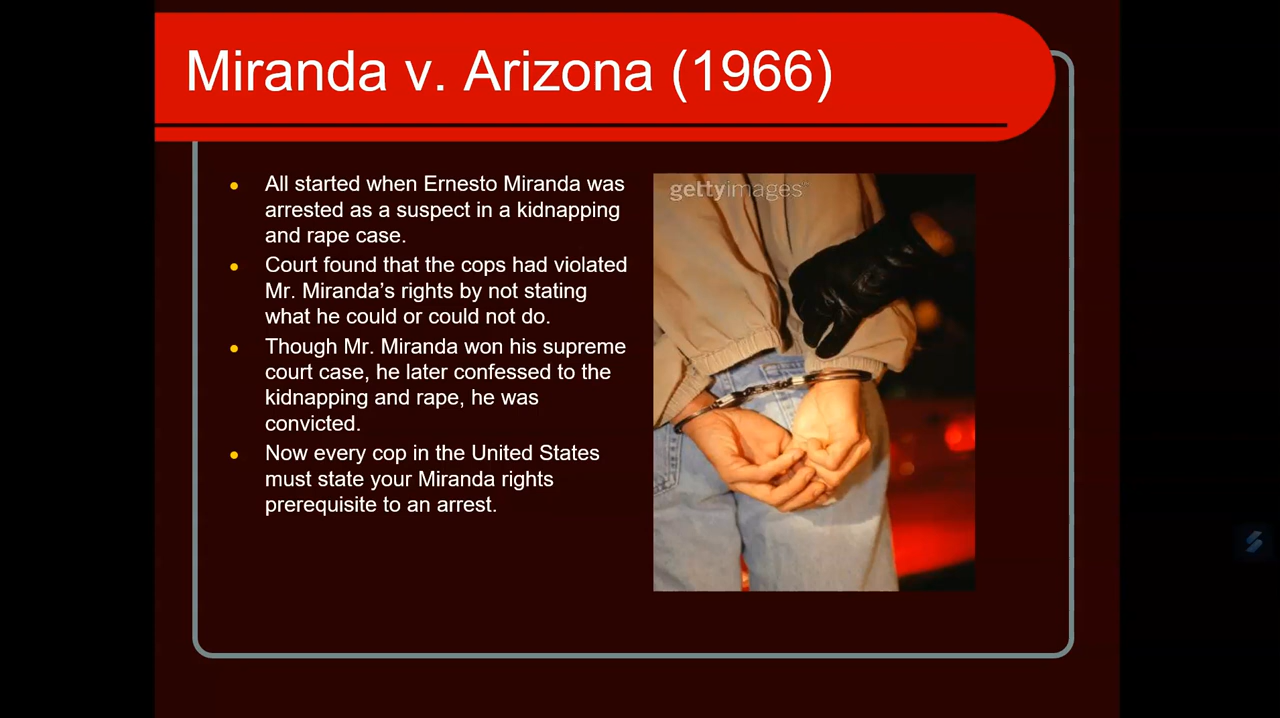 Miranda v. Arizona (1966)
All started when Ernesto Miranda was
arrested as a suspect in a kidnapping
and rape case.
Court found that the cops had violated
Mr. Miranda’s rights by not stating
what he could or could not do.
Though Mr. Miranda won his supreme
court case, he later confessed to the
kidnapping and rape, he was
convicted.
Now every cop in the United States
must state your Miranda rights
prerequisite to an arrest.
gettyimages®